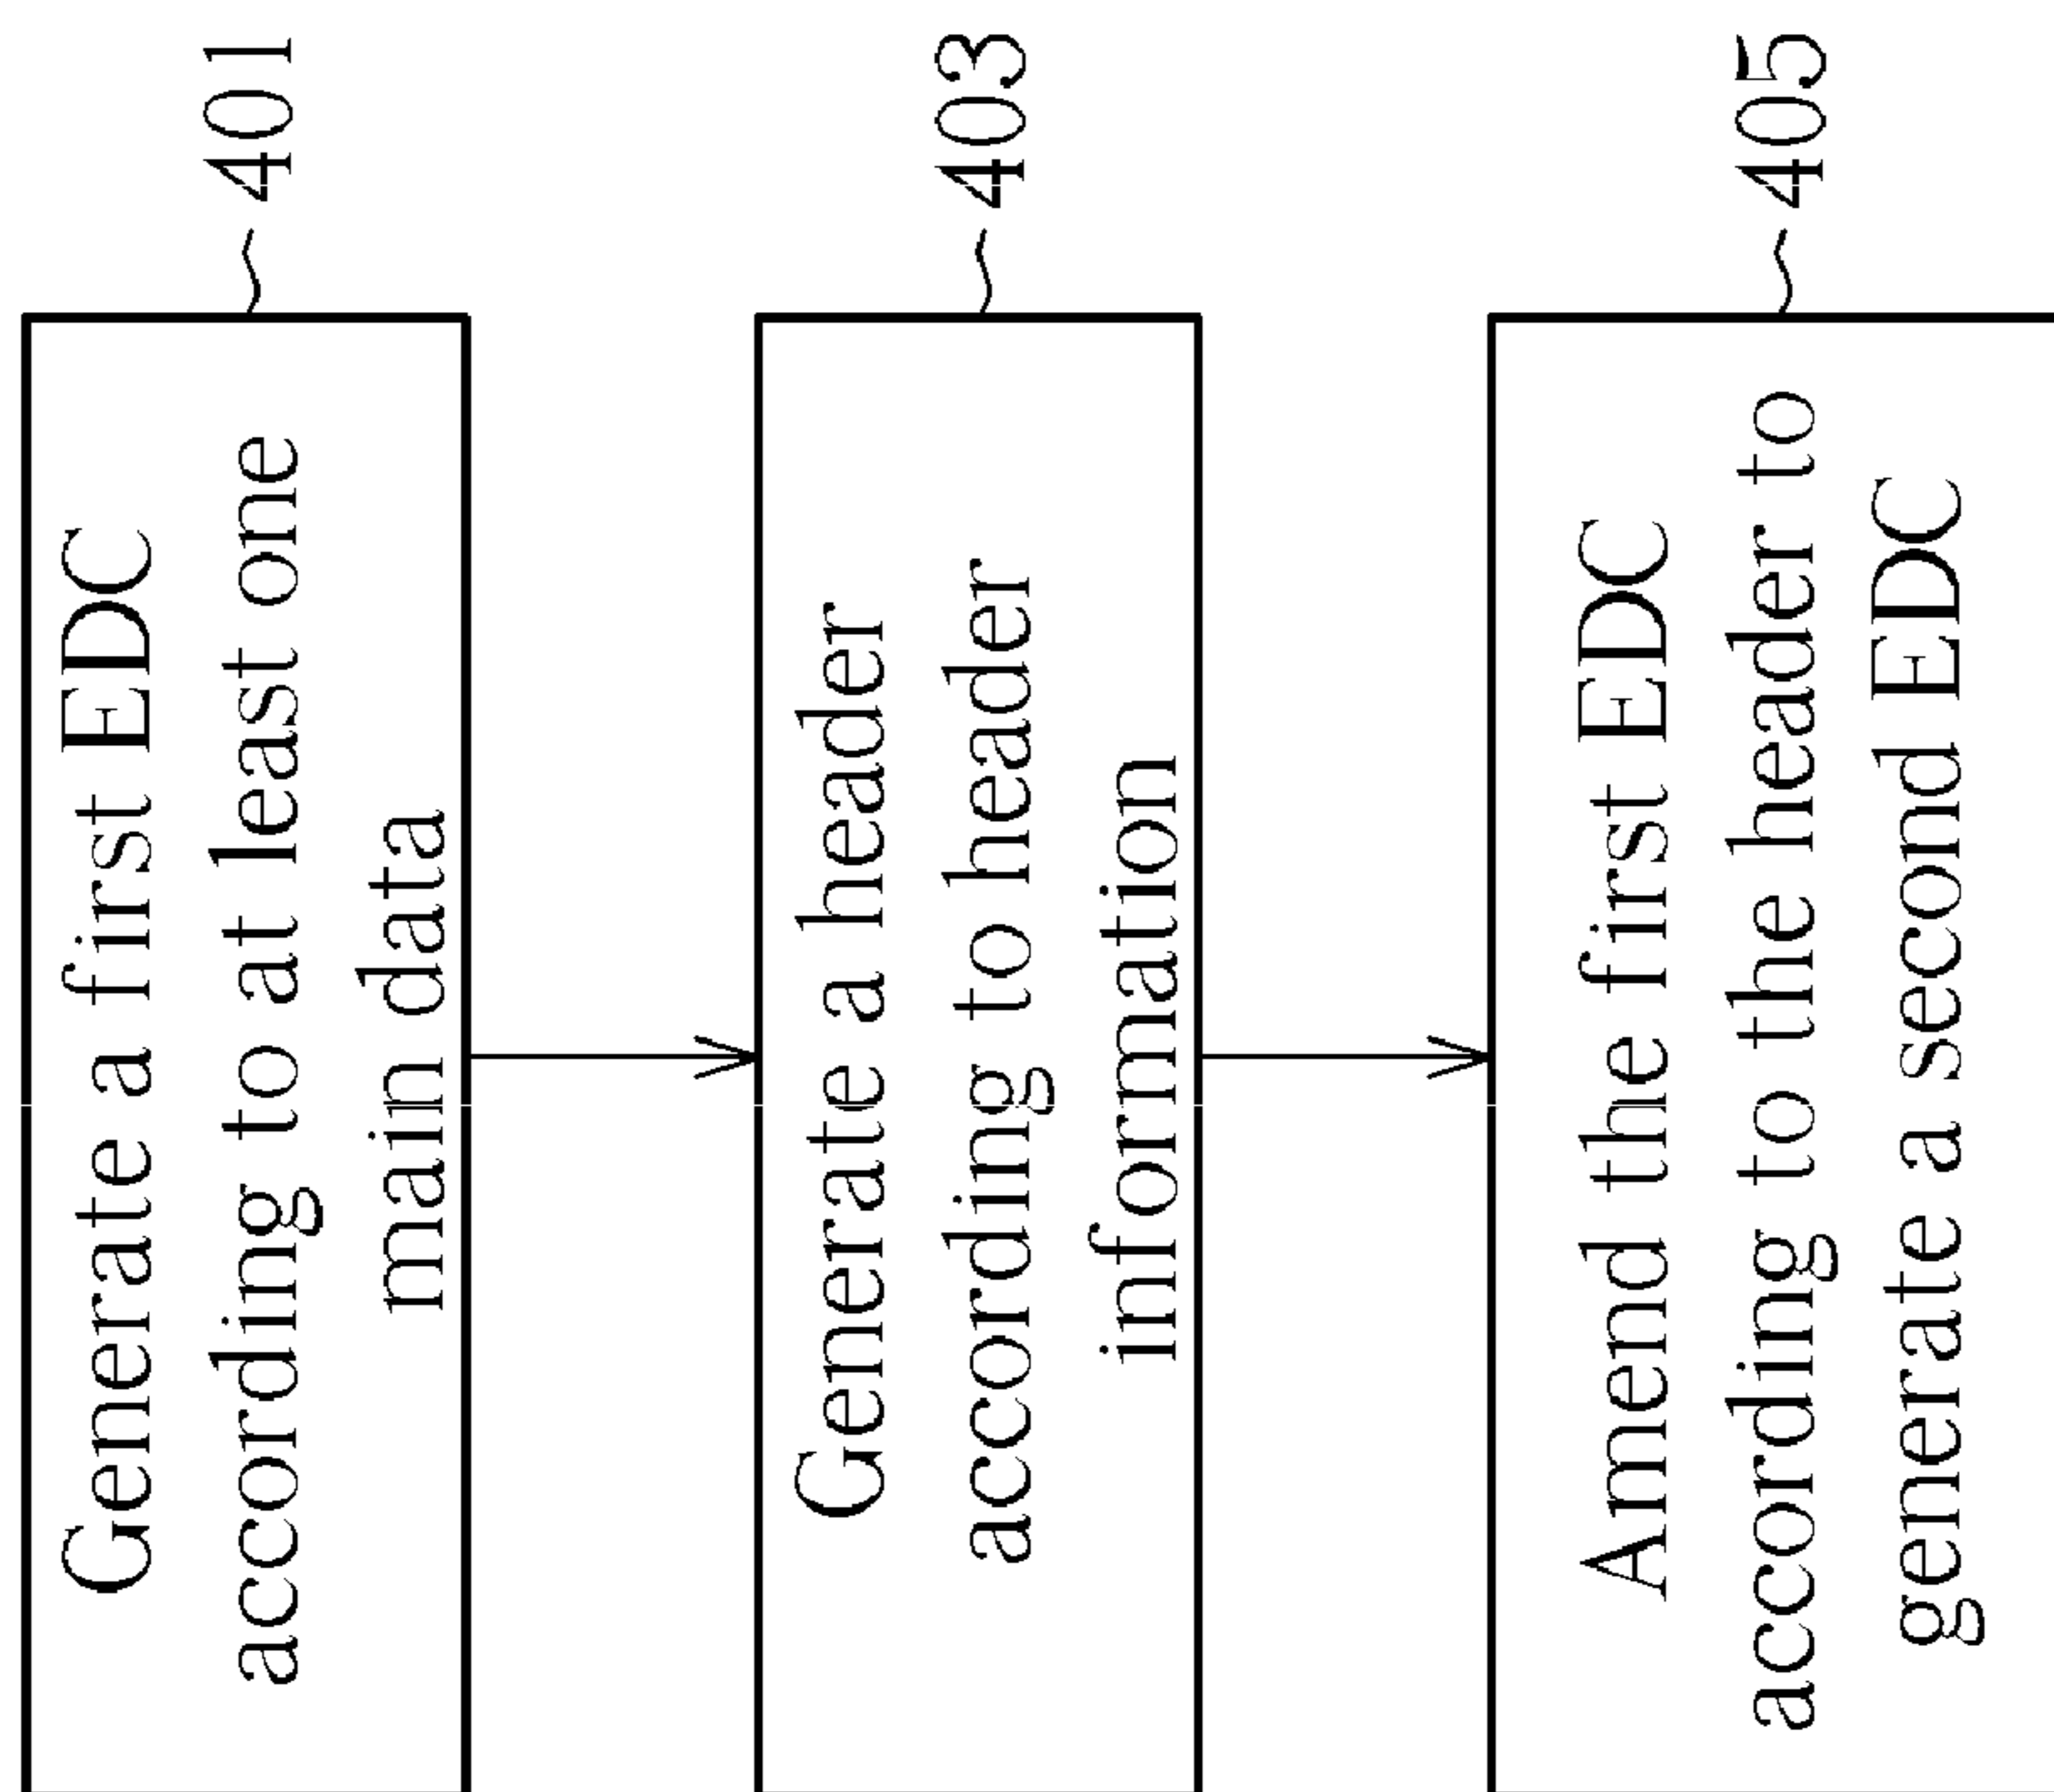 Generate a first EDC
according to at least one
main data
401
Generate a header
according to header
information
403
Amend the first EDC
according to the header to
generate a second EDC
405